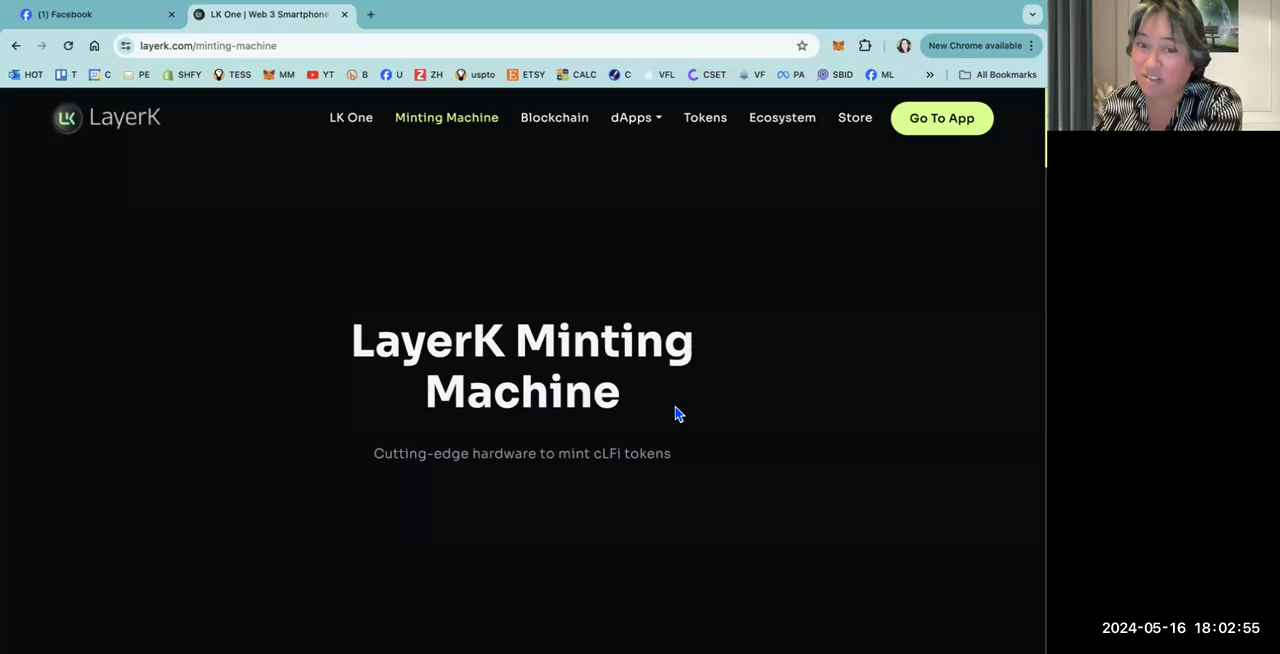 (1) Facebook
LK One | Web 3 Smartphone
layerk.com/minting-machine
New Chrome available
HOT T C PE SHFY TESS MM YT B U ZH uspto ETSY CALC C VFL CSET VF PA SBID ML » All Bookmarks
LK LayerK
LK One Minting Machine Blockchain dApps Tokens Ecosystem Store Go To App
LayerK Minting
Machine
Cutting-edge hardware to mint cLFi tokens
2024-05-16 18:02:55